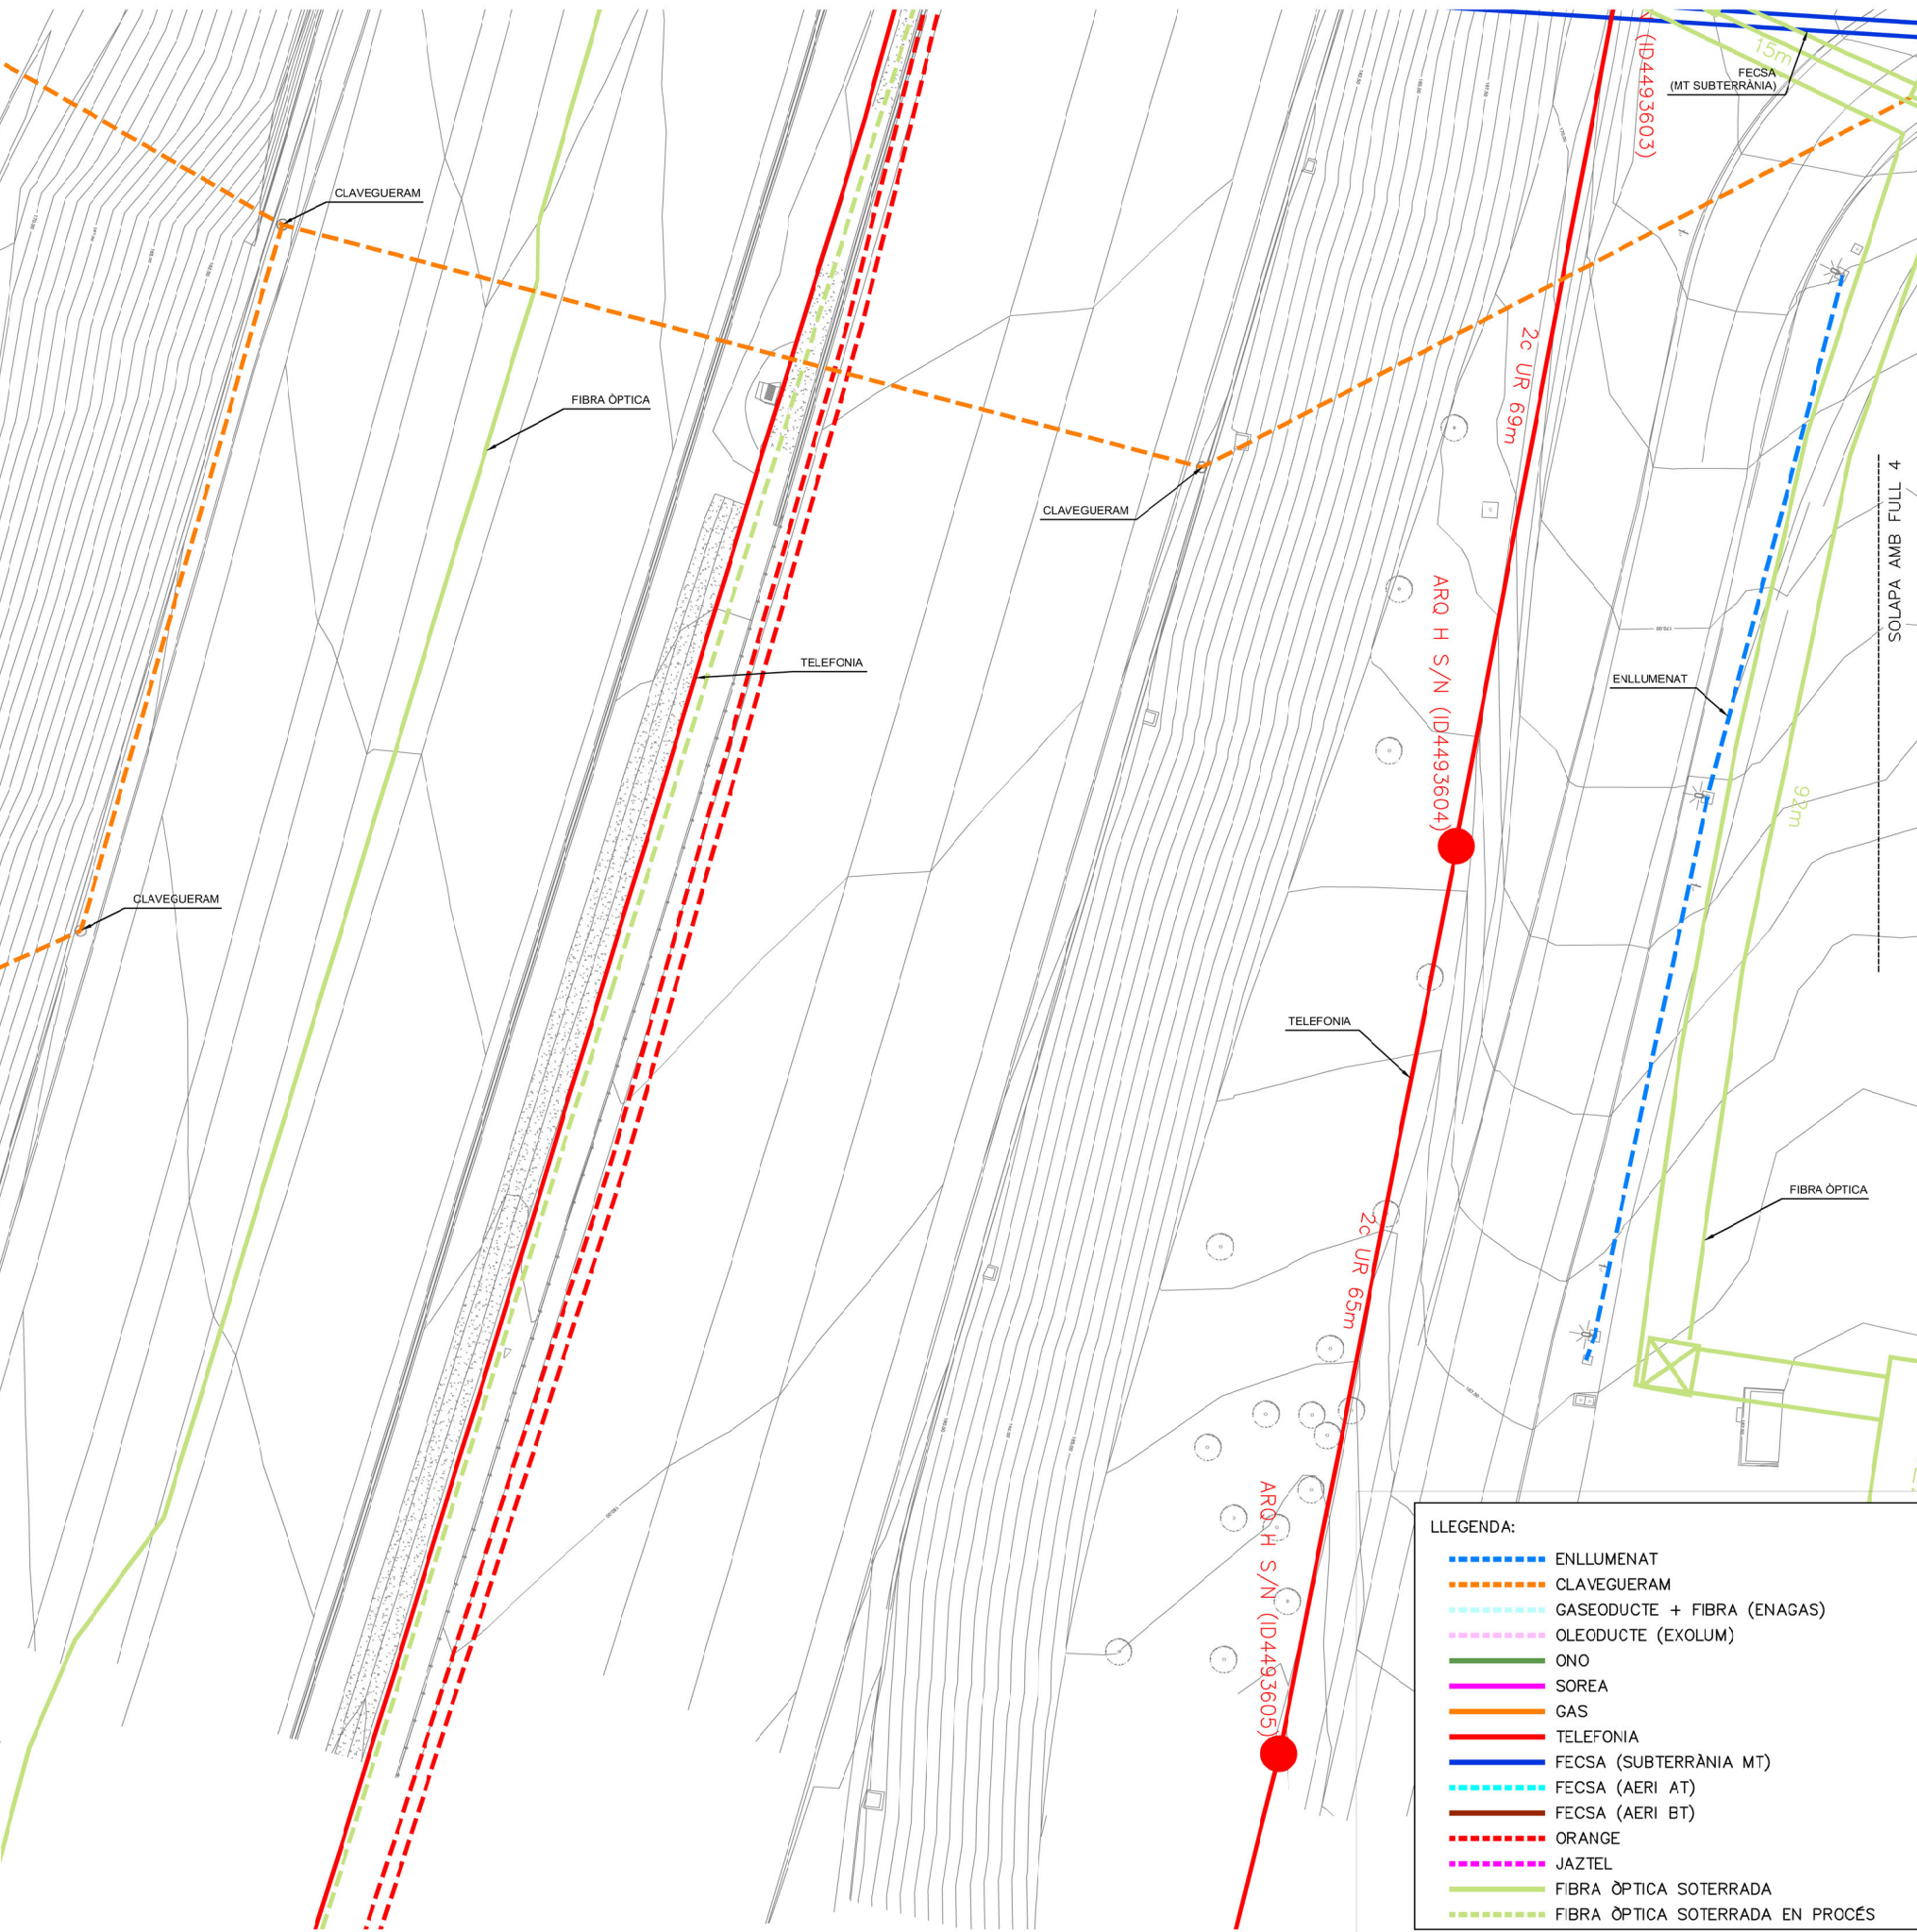 15m
N (ID4493603)
FECSA
(MT SUBTERRÀNIA)
CLAVEGUERAM
2c UR 69m
FIBRA ÒPTICA
CLAVEGUERAM
SOLAPA AMB FULL 4
ARQ H S/N (ID4493604)
TELEFONIA
170.00
ENLLUMENAT
92m
CLAVEGUERAM
TELEFONIA
FIBRA ÒPTICA
2c UR 65m
ARQ H S/N (ID4493605)
LLEGENDA:
ENLLUMENAT
CLAVEGUERAM
GASEODUCTE + FIBRA (ENAGAS)
OLEODUCTE (EXOLUM)
ONO
SOREA
GAS
TELEFONIA
FECSA (SUBTERRÀNIA MT)
FECSA (AERI AT)
FECSA (AERI BT)
ORANGE
JAZTEL
FIBRA ÒPTICA SOTERRADA
FIBRA ÒPTICA SOTERRADA EN PROCÉS